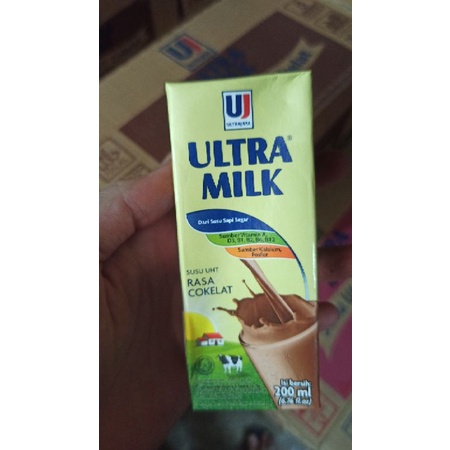 ULTRAJAYA
ULTRA®
MILK
Dari Susu Sapi Segar
Sumber Vitamin A,
D3, B1, B2, B6, B12
Sumber Kalsium,
Fosfor
SUSU UHT
RASA
COKELAT
Isi bersih
200 ml
(6.76 fl.oz)